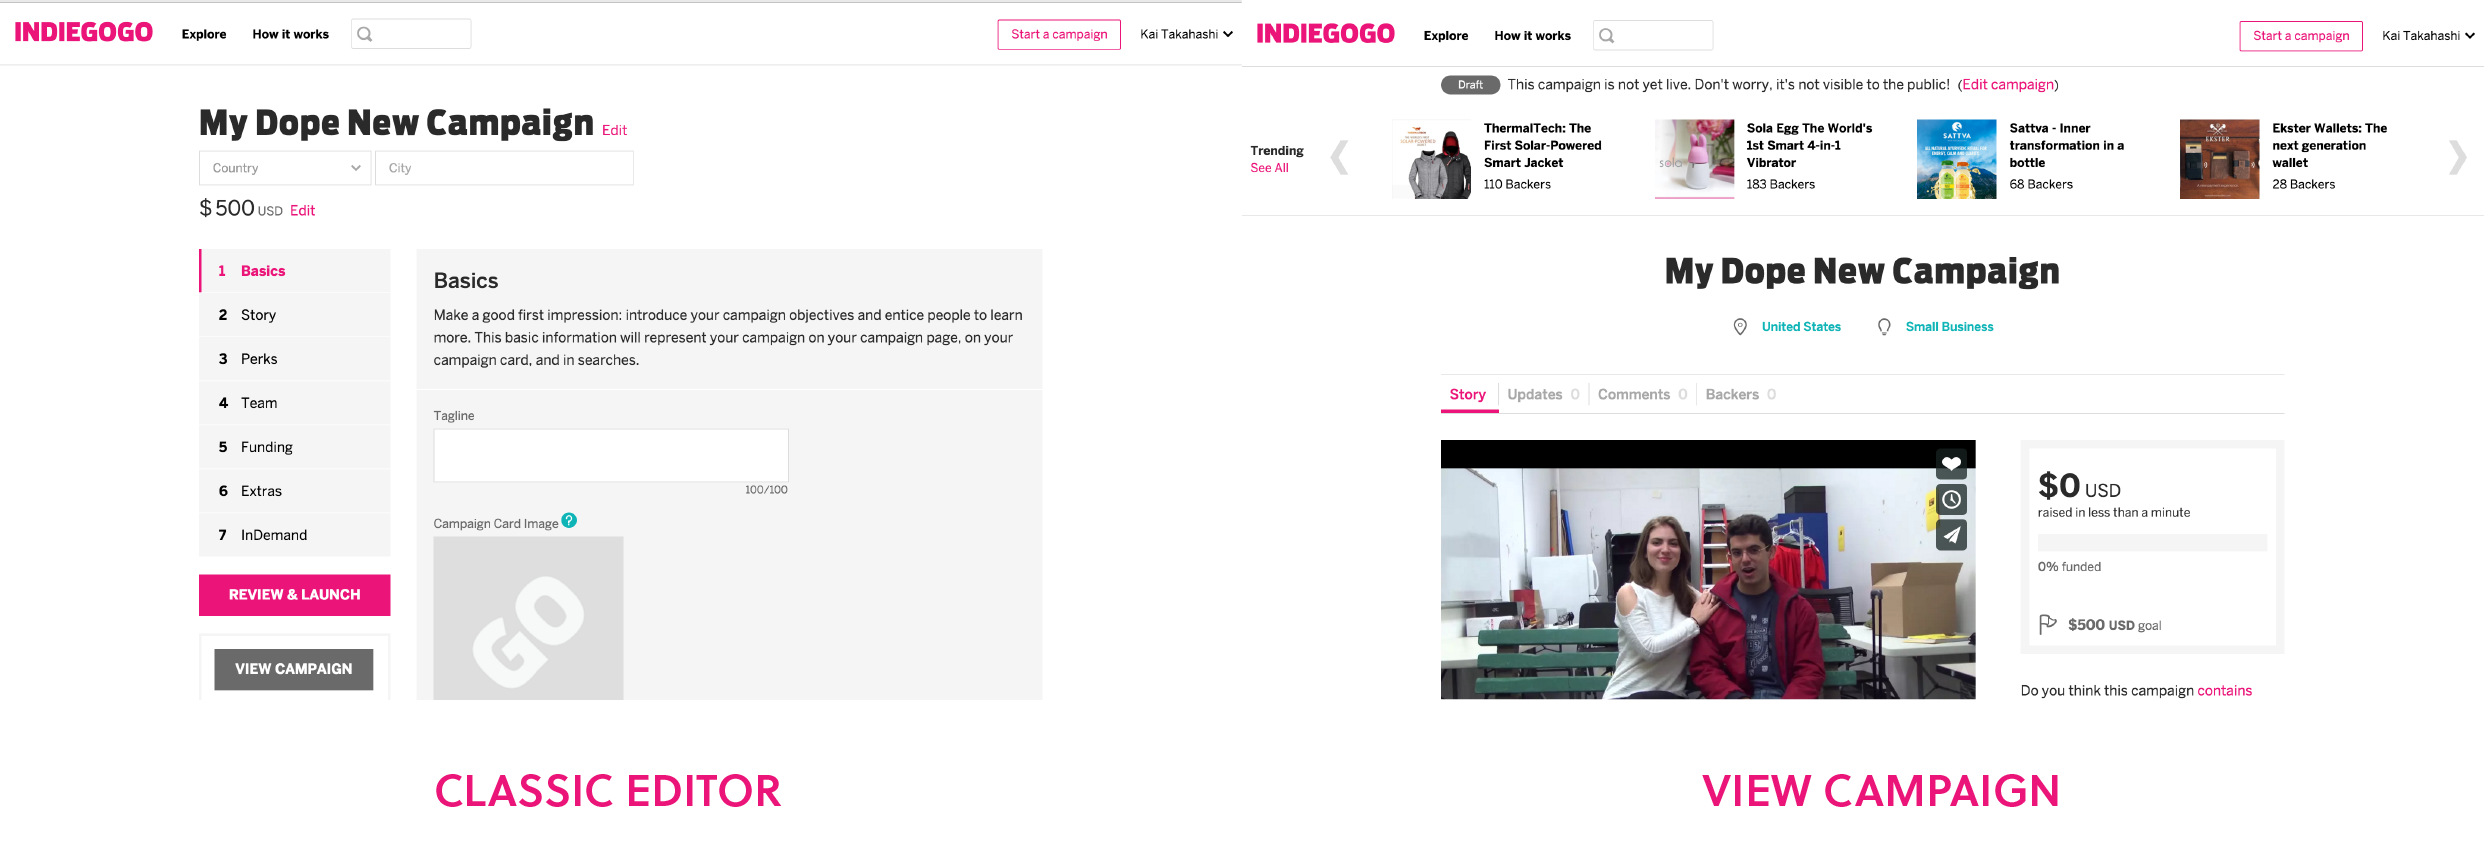 INDIEGOGO
Explore
How it works
Start a campaign
Kai Takahashi
My Dope New Campaign Edit
Country
City
$500 USD Edit
1 Basics
2 Story
3 Perks
4 Team
5 Funding
6 Extras
7 InDemand
REVIEW & LAUNCH
VIEW CAMPAIGN
Basics
Make a good first impression: introduce your campaign objectives and entice people to learn
more. This basic information will represent your campaign on your campaign page, on your
campaign card, and in searches.
Tagline
100/100
Campaign Card Image ?
GO
CLASSIC EDITOR
INDIEGOGO
Explore
How it works
Start a campaign
Kai Takahashi
Draft This campaign is not yet live. Don't worry, it's not visible to the public! (Edit campaign)
Trending
See All
ThermalTech: The
First Solar-Powered
Smart Jacket
110 Backers
sola
Sola Egg The World's
1st Smart 4-in-1
Vibrator
183 Backers
SATTVA
Sattva - Inner
transformation in a
bottle
68 Backers
EKSTER
Ekster Wallets: The
next generation
wallet
28 Backers
My Dope New Campaign
United States
Small Business
Story
Updates 0
Comments 0
Backers 0
$0 USD
raised in less than a minute
0% funded
$500 USD goal
Do you think this campaign contains
VIEW CAMPAIGN